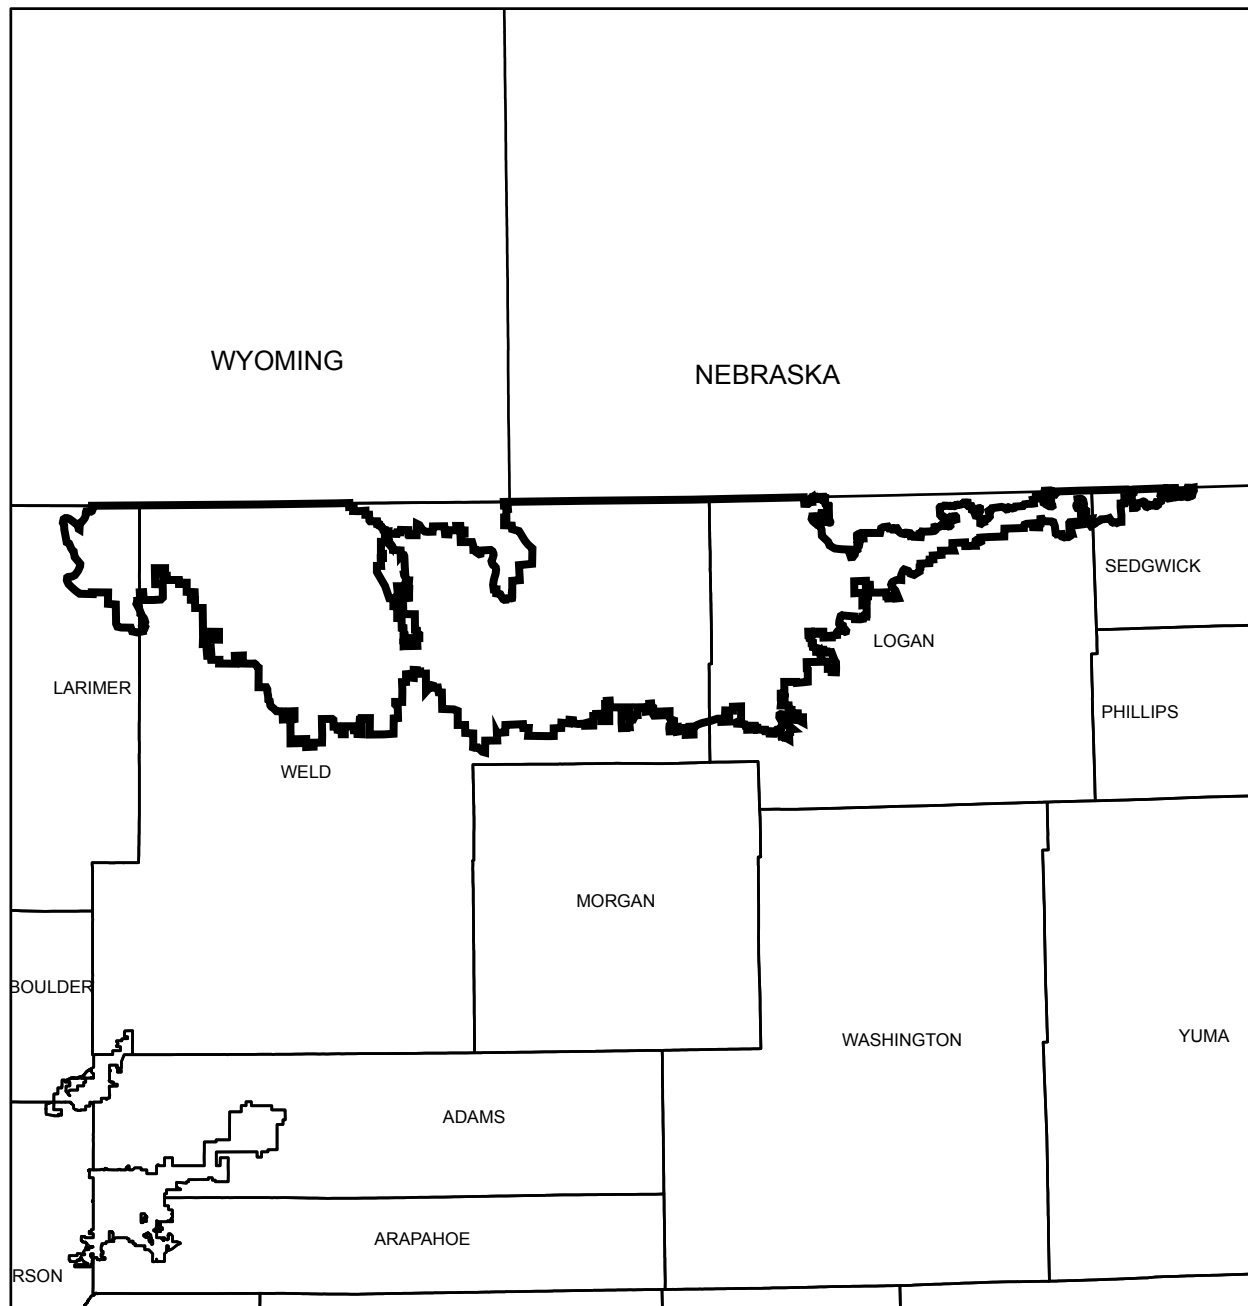 WYOMING
NEBRASKA
SEDGWICK
LOGAN
LARIMER
PHILLIPS
WELD
MORGAN
BOULDER
WASHINGTON
YUMA
ADAMS
ARAPAHOE
RSON